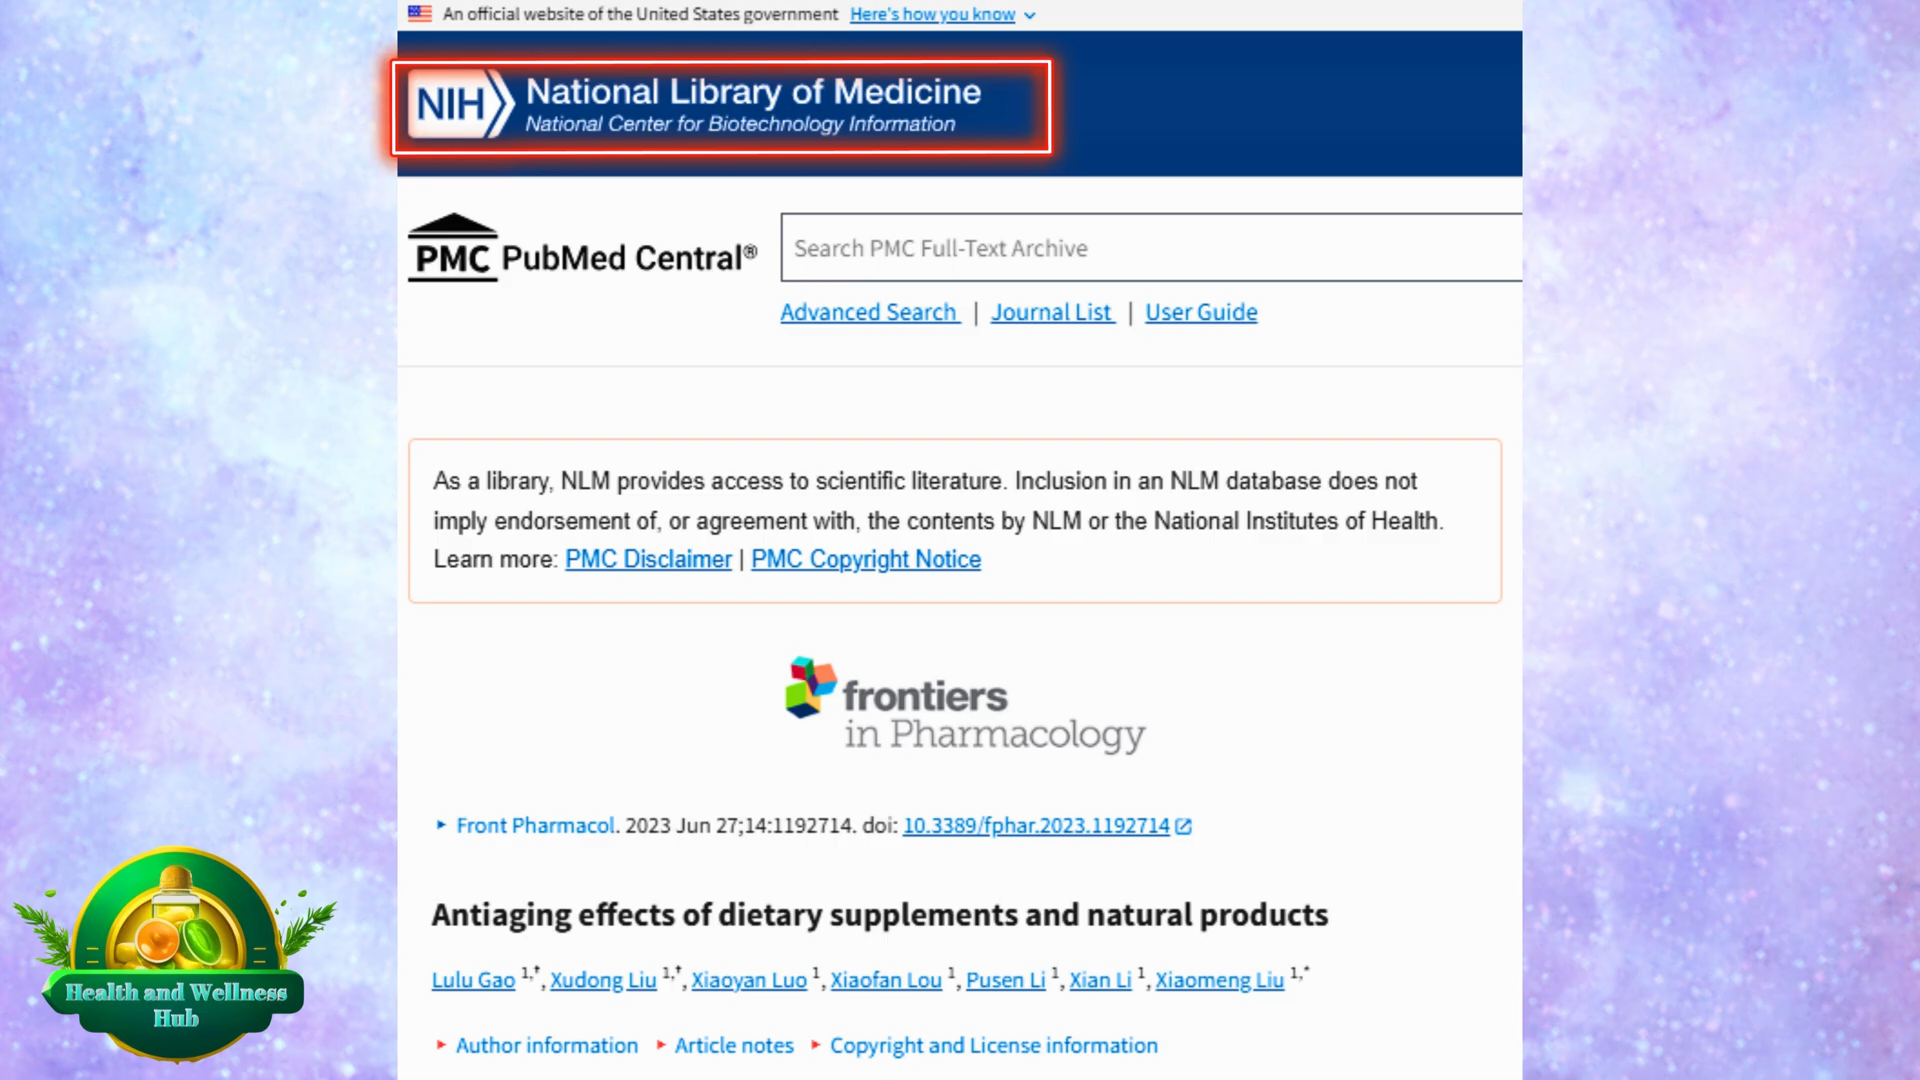 An official website of the United States government Here's how you know
NIH National Library of Medicine
National Center for Biotechnology Information
PMC PubMed Central®
Search PMC Full-Text Archive
Advanced Search | Journal List | User Guide
As a library, NLM provides access to scientific literature. Inclusion in an NLM database does not
imply endorsement of, or agreement with, the contents by NLM or the National Institutes of Health.
Learn more: PMC Disclaimer | PMC Copyright Notice
frontiers
in Pharmacology
Front Pharmacol. 2023 Jun 27;14:1192714. doi: 10.3389/fphar.2023.1192714
Antiaging effects of dietary supplements and natural products
Lulu Gao 1,†, Xudong Liu 1,†, Xiaoyan Luo 1, Xiaofan Lou 1, Pusen Li 1, Xian Li 1, Xiaomeng Liu 1,*
Author information Article notes Copyright and License information
Health and Wellness
Hub